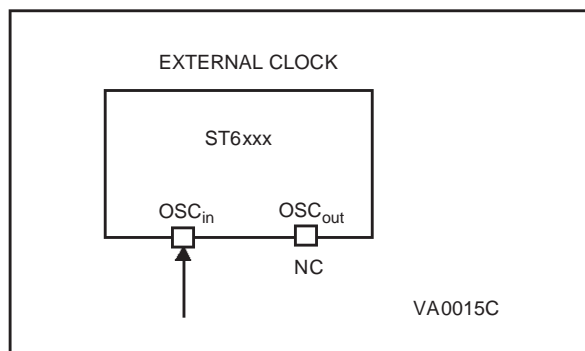 EXTERNAL CLOCK
ST6xxx
OSCin OSCout
NC
VA0015C